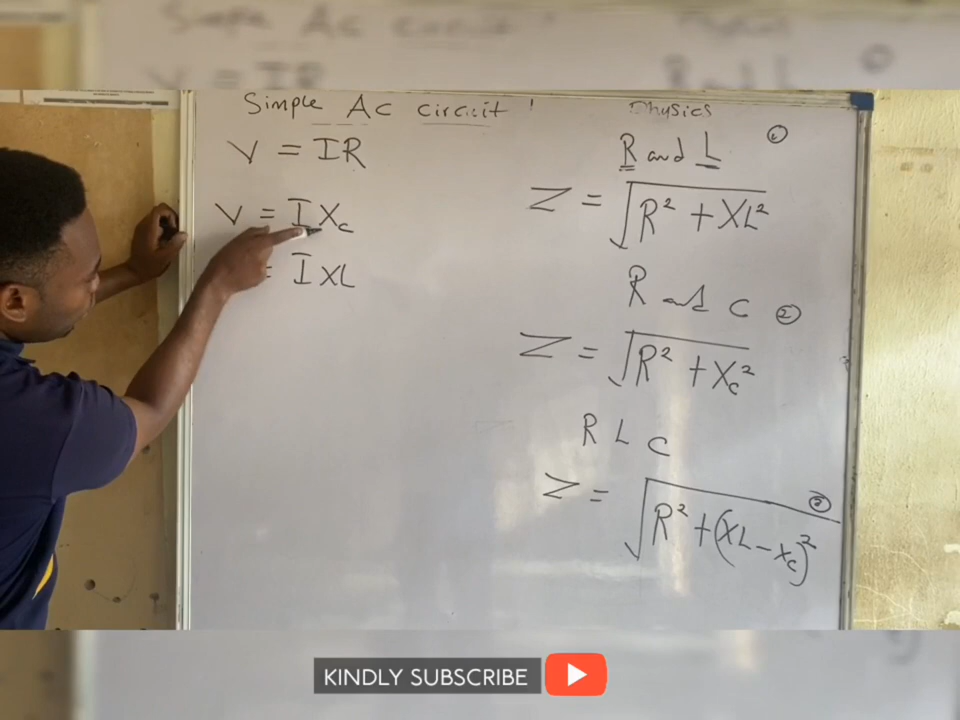 Simple AC circuit
Physics
V = IR
V = IXc
= IXL
R and L ①
Z = √R² + XL²
R and C ②
Z = √R² + Xc²
R L C
Z = √R² + (XL - Xc)² ②
KINDLY SUBSCRIBE